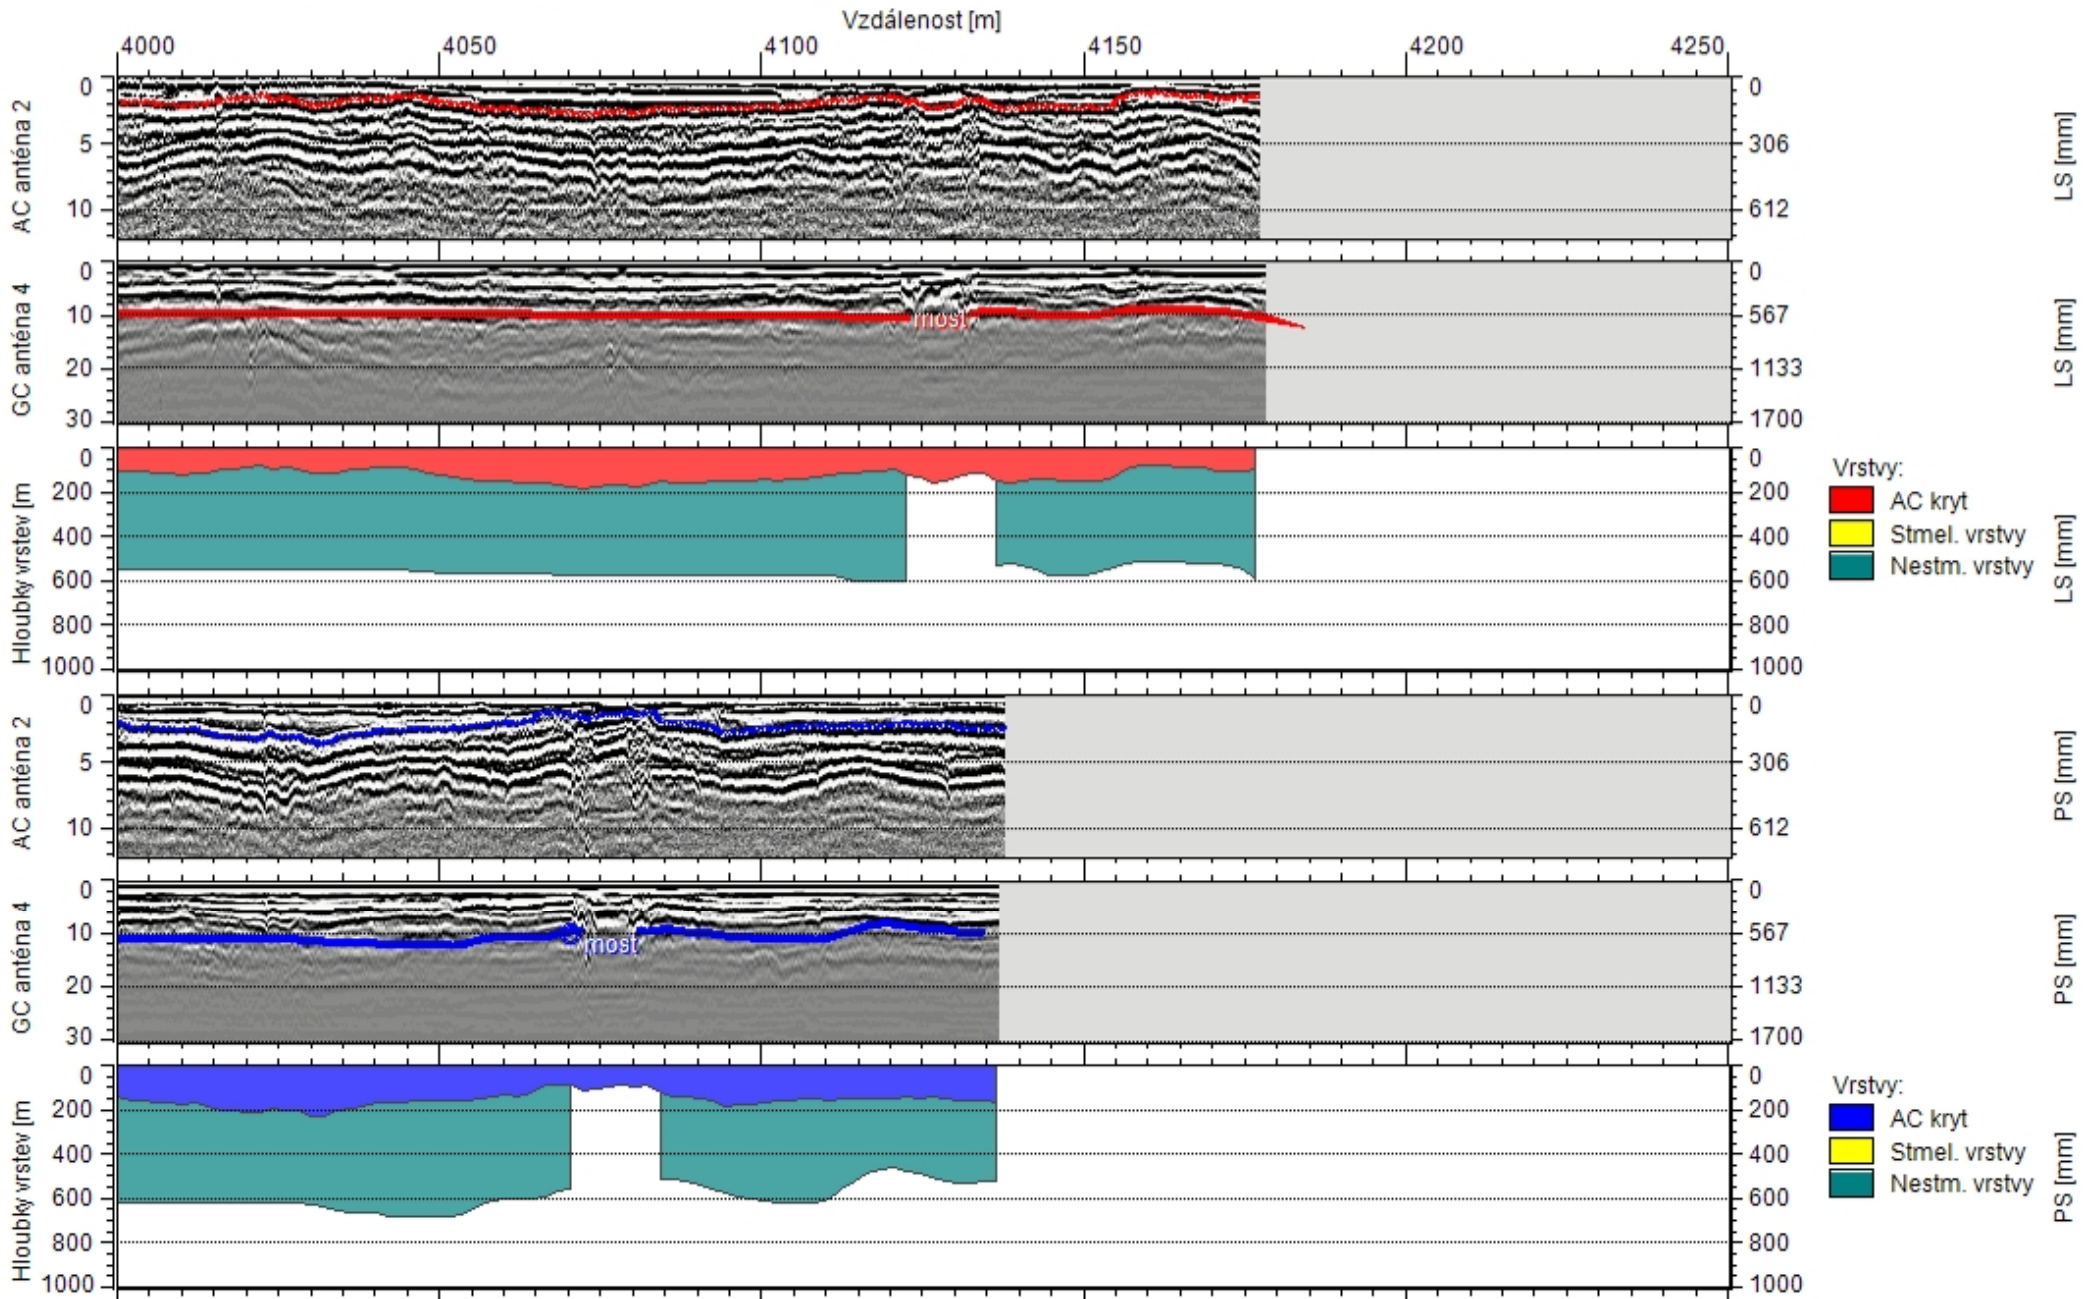 Vzdálenost [m]
4000 4050 4100 4150 4200 4250
AC anténa 2
0 0
5 306
10 612
LS [mm]
GC anténa 4
0 0
10 567
20 1133
30 1700
most
LS [mm]
Hloubky vrstev [m
0 0
200 200
400 400
600 600
800 800
1000 1000
LS [mm]
Vrstvy:
AC kryt
Stmel. vrstvy
Nestm. vrstvy
AC anténa 2
0 0
5 306
10 612
PS [mm]
GC anténa 4
0 0
10 567
20 1133
30 1700
most
PS [mm]
Hloubky vrstev [m
0 0
200 200
400 400
600 600
800 800
1000 1000
PS [mm]
Vrstvy:
AC kryt
Stmel. vrstvy
Nestm. vrstvy